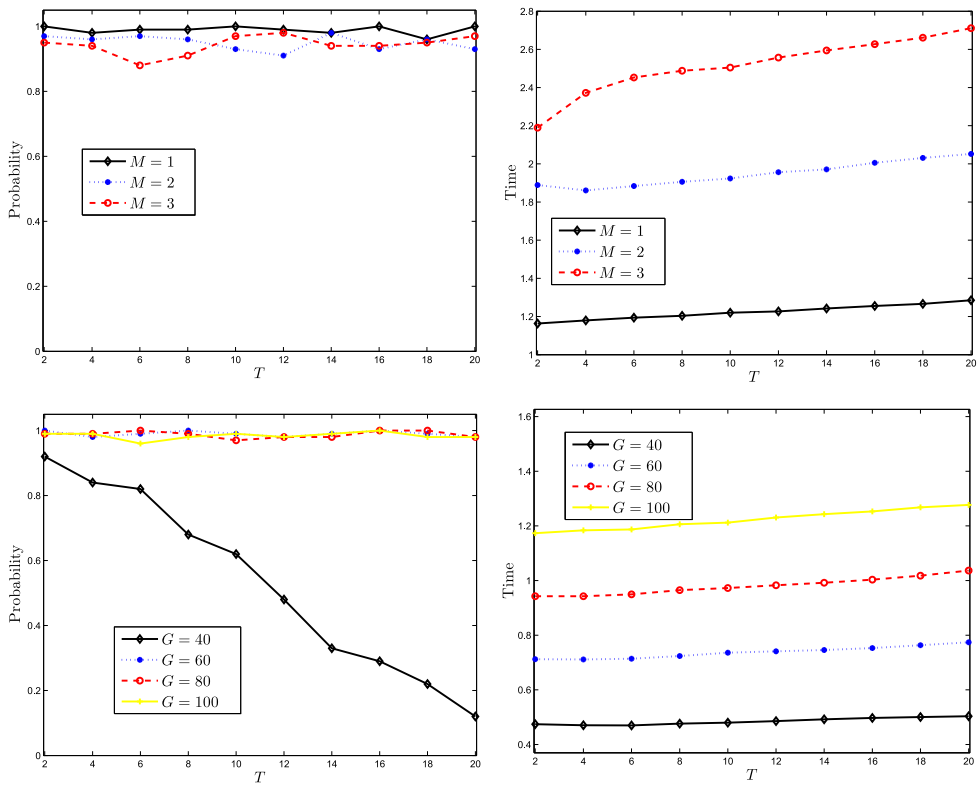 Probability
1
0.8
0.6
0.4
0.2
0
2 4 6 8 10 12 14 16 18 20
T
M = 1
M = 2
M = 3
Time
2.8
2.6
2.4
2.2
2
1.8
1.6
1.4
1.2
1
2 4 6 8 10 12 14 16 18 20
T
M = 1
M = 2
M = 3
Probability
1
0.8
0.6
0.4
0.2
0
2 4 6 8 10 12 14 16 18 20
T
G = 40
G = 60
G = 80
G = 100
Time
1.6
1.4
1.2
1
0.8
0.6
0.4
2 4 6 8 10 12 14 16 18 20
T
G = 40
G = 60
G = 80
G = 100